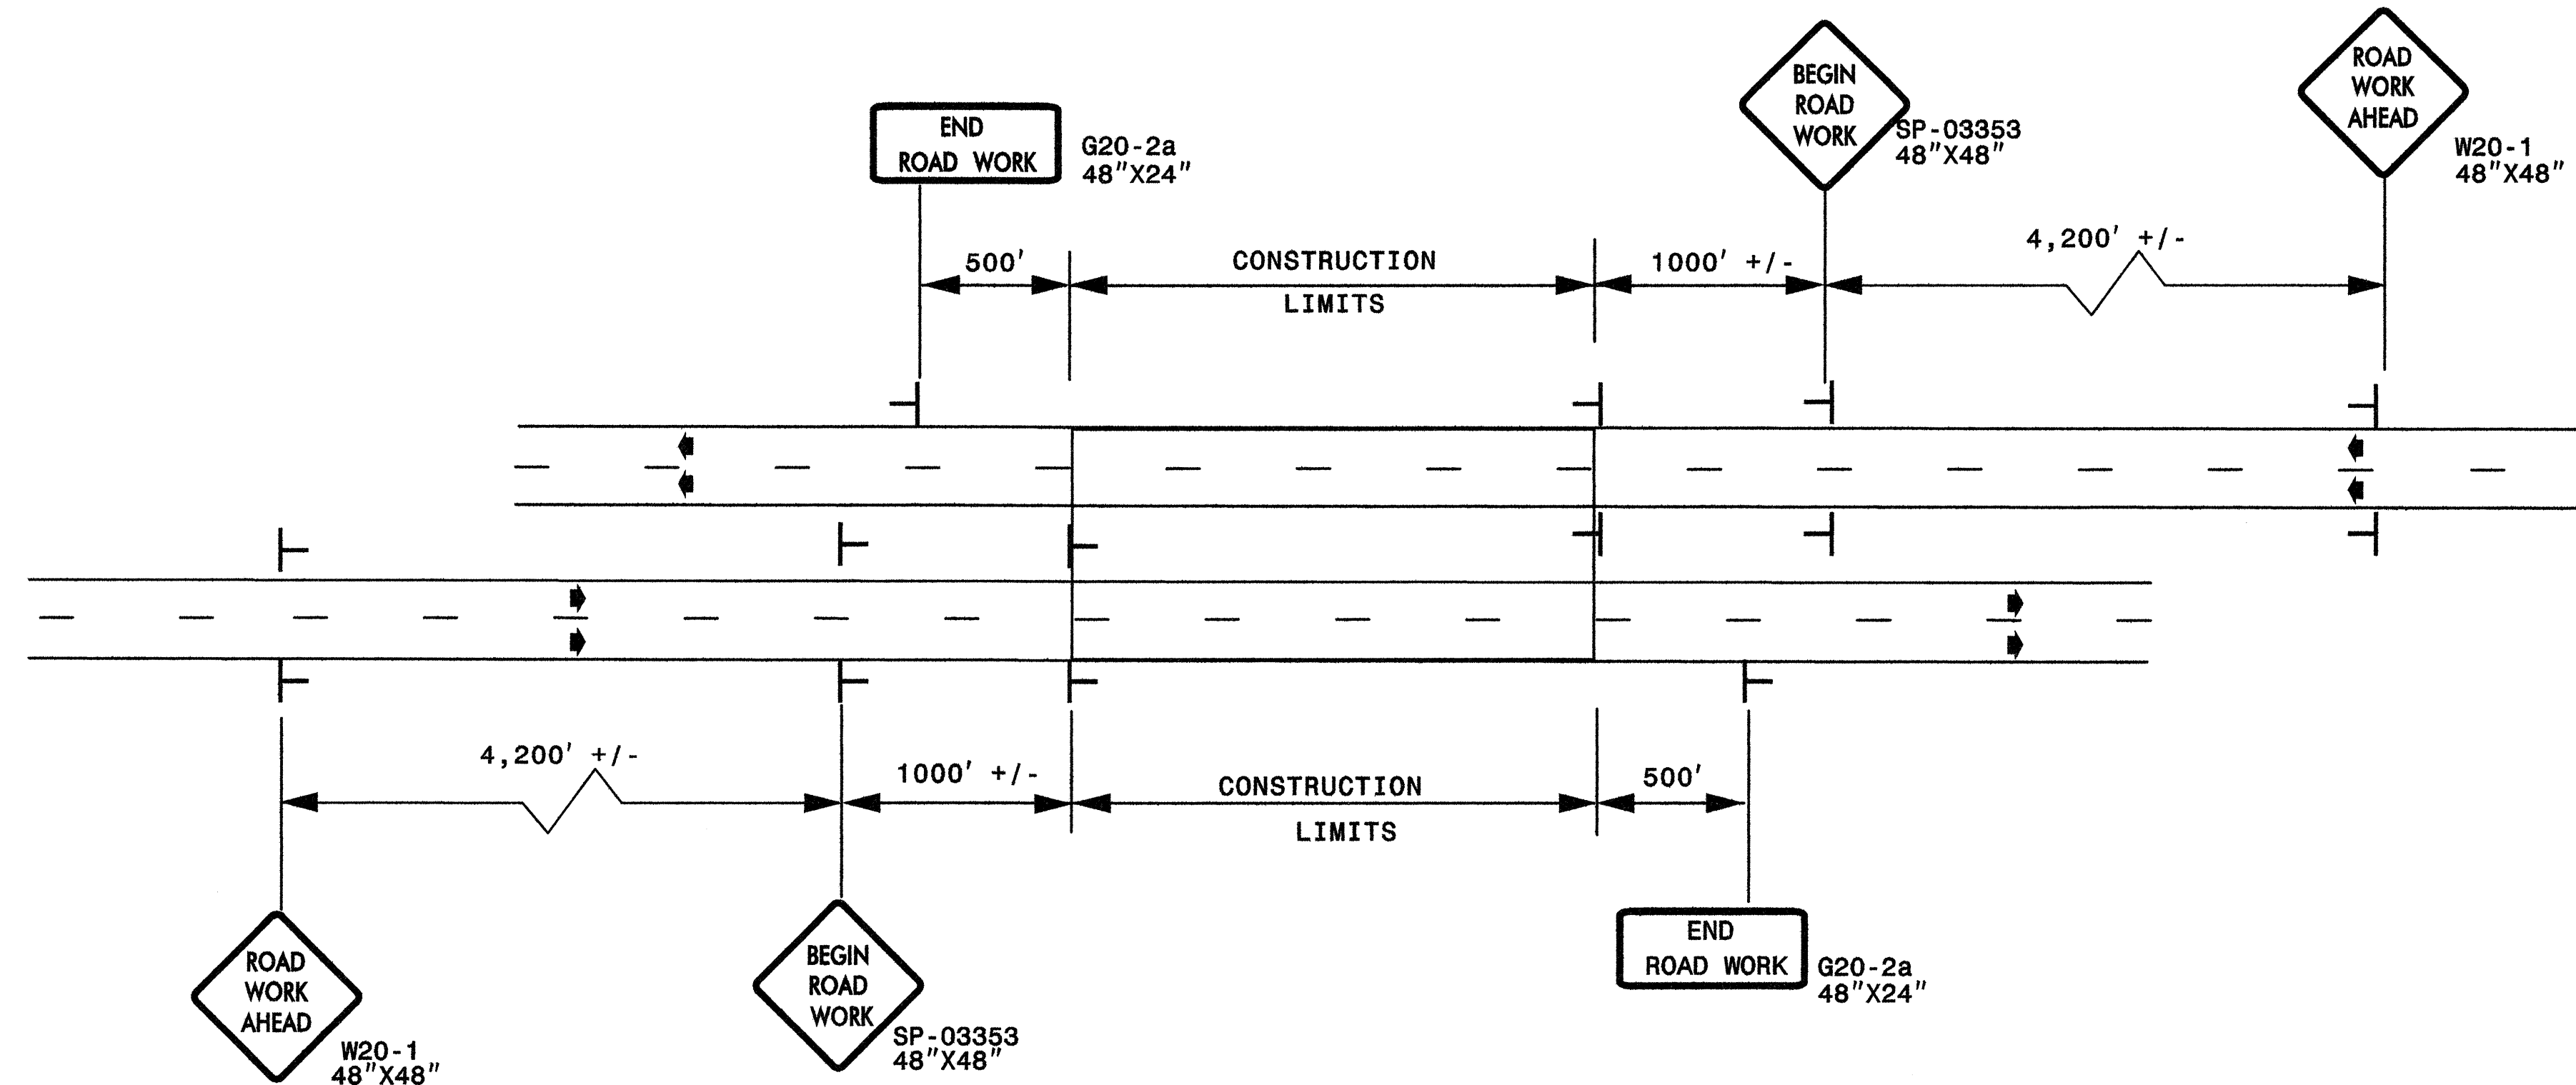 ROAD
WORK
AHEAD
W20-1
48"X48"
BEGIN
ROAD
WORK
SP-03353
48"X48"
END
ROAD WORK
G20-2a
48"X24"
4,200' +/-
500'
CONSTRUCTION
LIMITS
1000' +/-
4,200' +/-
1000' +/-
CONSTRUCTION
LIMITS
500'
ROAD
WORK
AHEAD
W20-1
48"X48"
BEGIN
ROAD
WORK
SP-03353
48"X48"
END
ROAD WORK
G20-2a
48"X24"